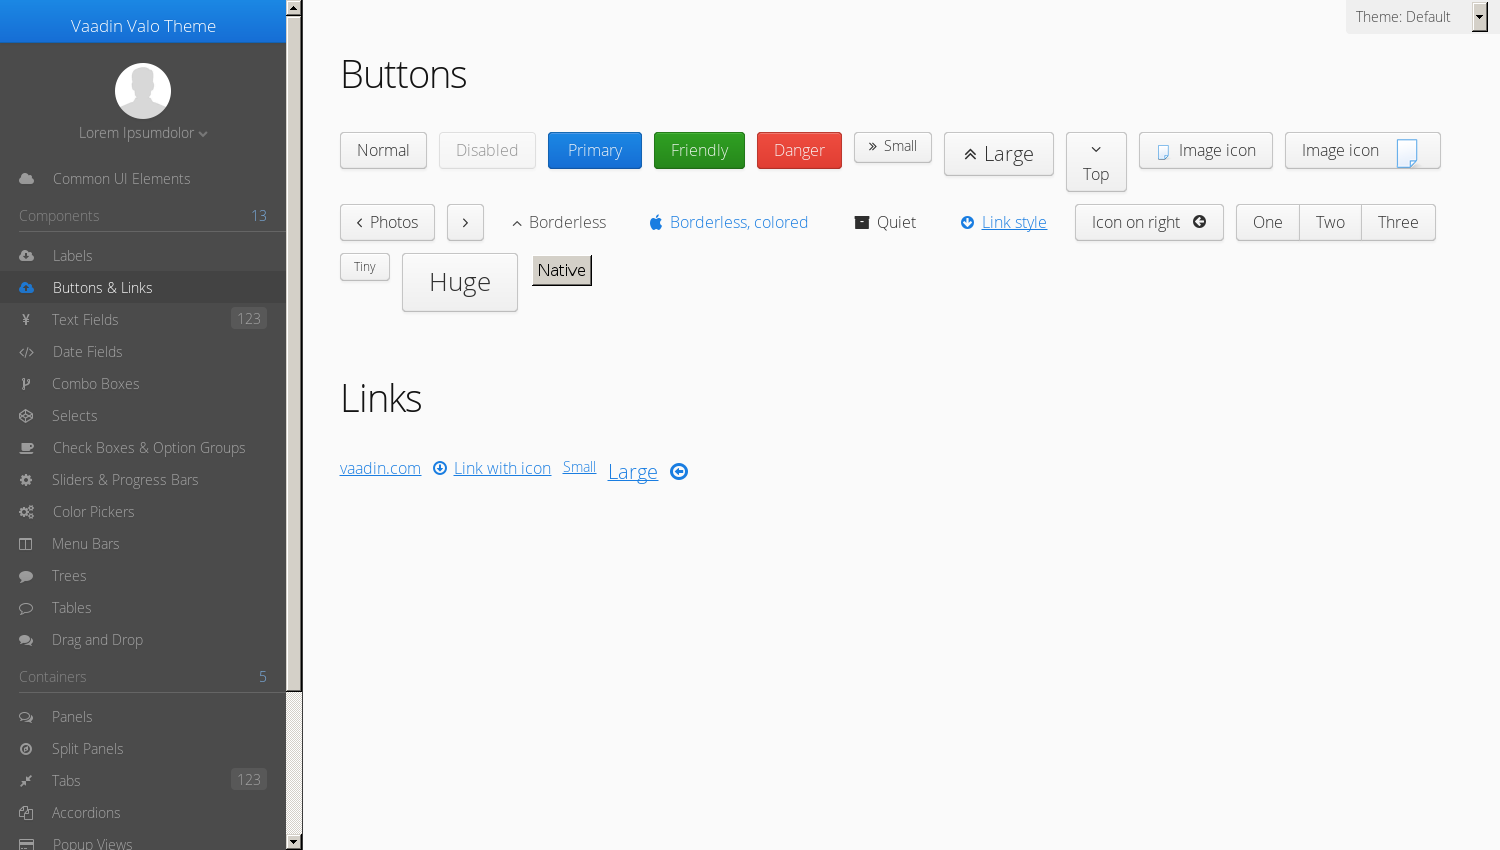 Vaadin Valo Theme
Lorem Ipsumdolor
Common UI Elements
Components 13
Labels
Buttons & Links
Text Fields 123
Date Fields
Combo Boxes
Selects
Check Boxes & Option Groups
Sliders & Progress Bars
Color Pickers
Menu Bars
Trees
Tables
Drag and Drop
Containers 5
Panels
Split Panels
Tabs 123
Accordions
Popup Views
Theme: Default
Buttons
Normal Disabled Primary Friendly Danger Small Large Top Image icon Image icon
Photos Borderless Borderless, colored Quiet Link style Icon on right One Two Three
Tiny Huge Native
Links
vaadin.com Link with icon Small Large